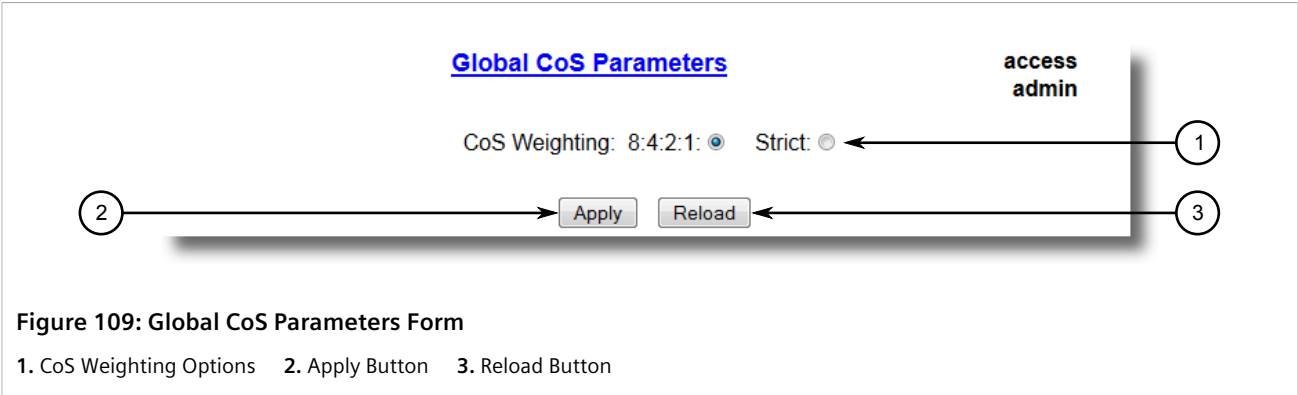 Global CoS Parameters
access
admin
CoS Weighting: 8:4:2:1: Strict:
1
2
Apply Reload
3
Figure 109: Global CoS Parameters Form
1. CoS Weighting Options 2. Apply Button 3. Reload Button